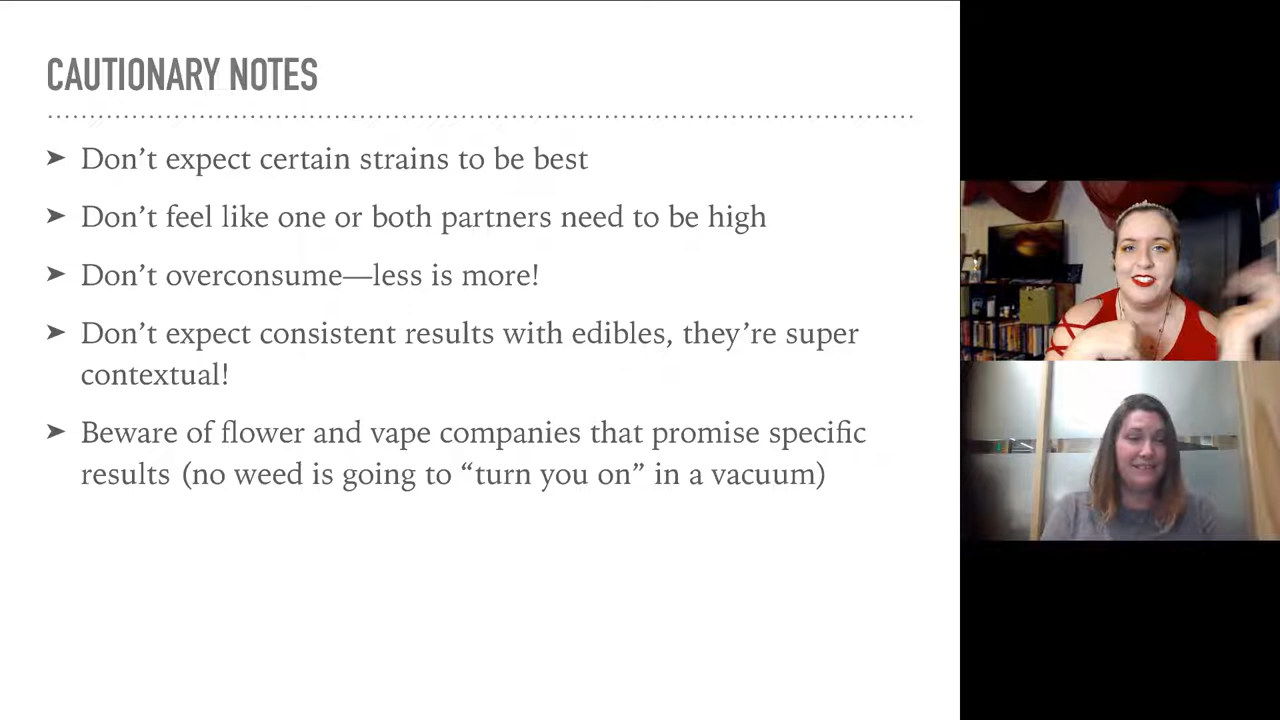 CAUTIONARY NOTES
➤ Don’t expect certain strains to be best
➤ Don’t feel like one or both partners need to be high
➤ Don’t overconsume—less is more!
➤ Don’t expect consistent results with edibles, they’re super
contextual!
➤ Beware of flower and vape companies that promise specific
results (no weed is going to “turn you on” in a vacuum)